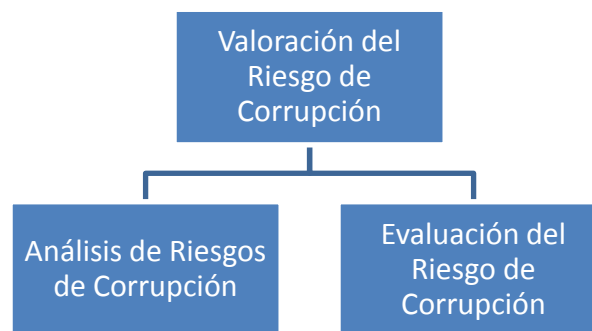 Valoración del
Riesgo de
Corrupción
Análisis de Riesgos
de Corrupción
Evaluación del
Riesgo de
Corrupción